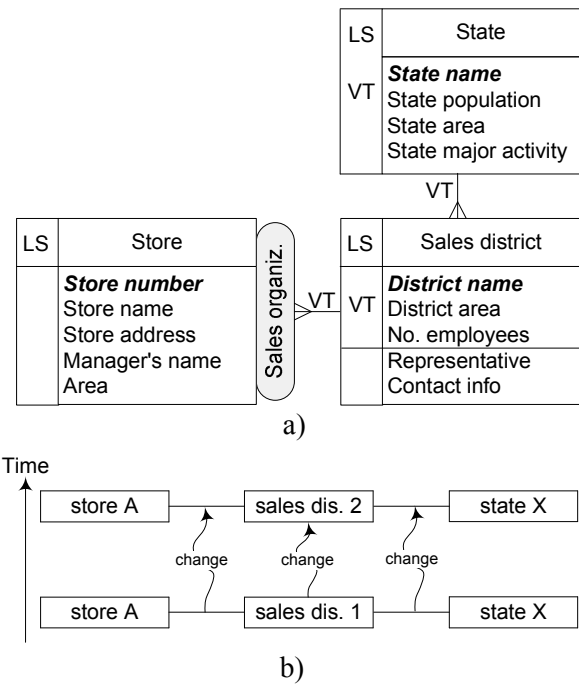 LS State
VT
State name
State population
State area
State major activity
VT
LS Store
Store number
Store name
Store address
Manager's name
Area
Sales organiz.
VT
LS Sales district
VT
District name
District area
No. employees
Representative
Contact info
a)
Time
store A sales dis. 2 state X
change change change
store A sales dis. 1 state X
b)